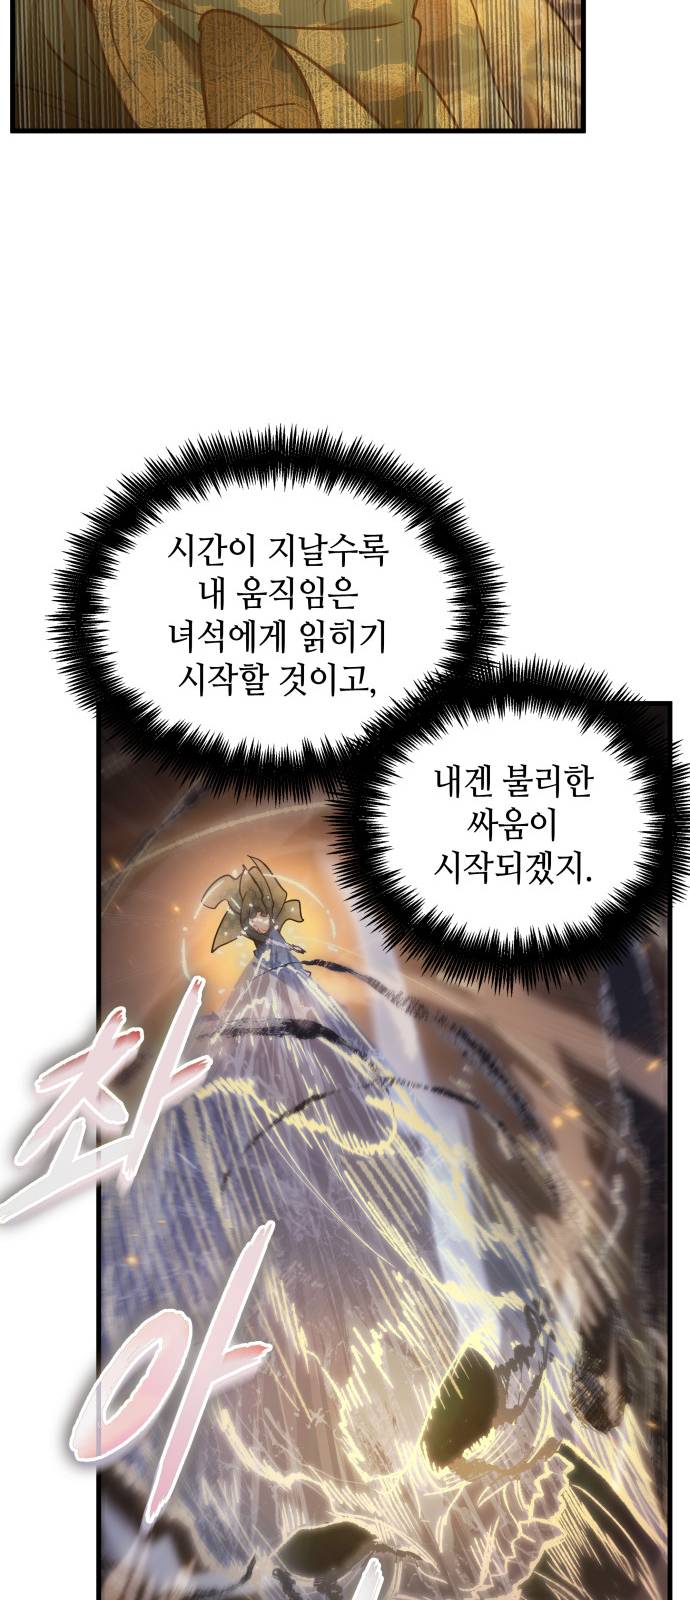 시간이 지날수록
내 움직임은
녀석에게 읽히기
시작할 것이고,
내겐 불리한
싸움이
시작되겠지.
촤
아